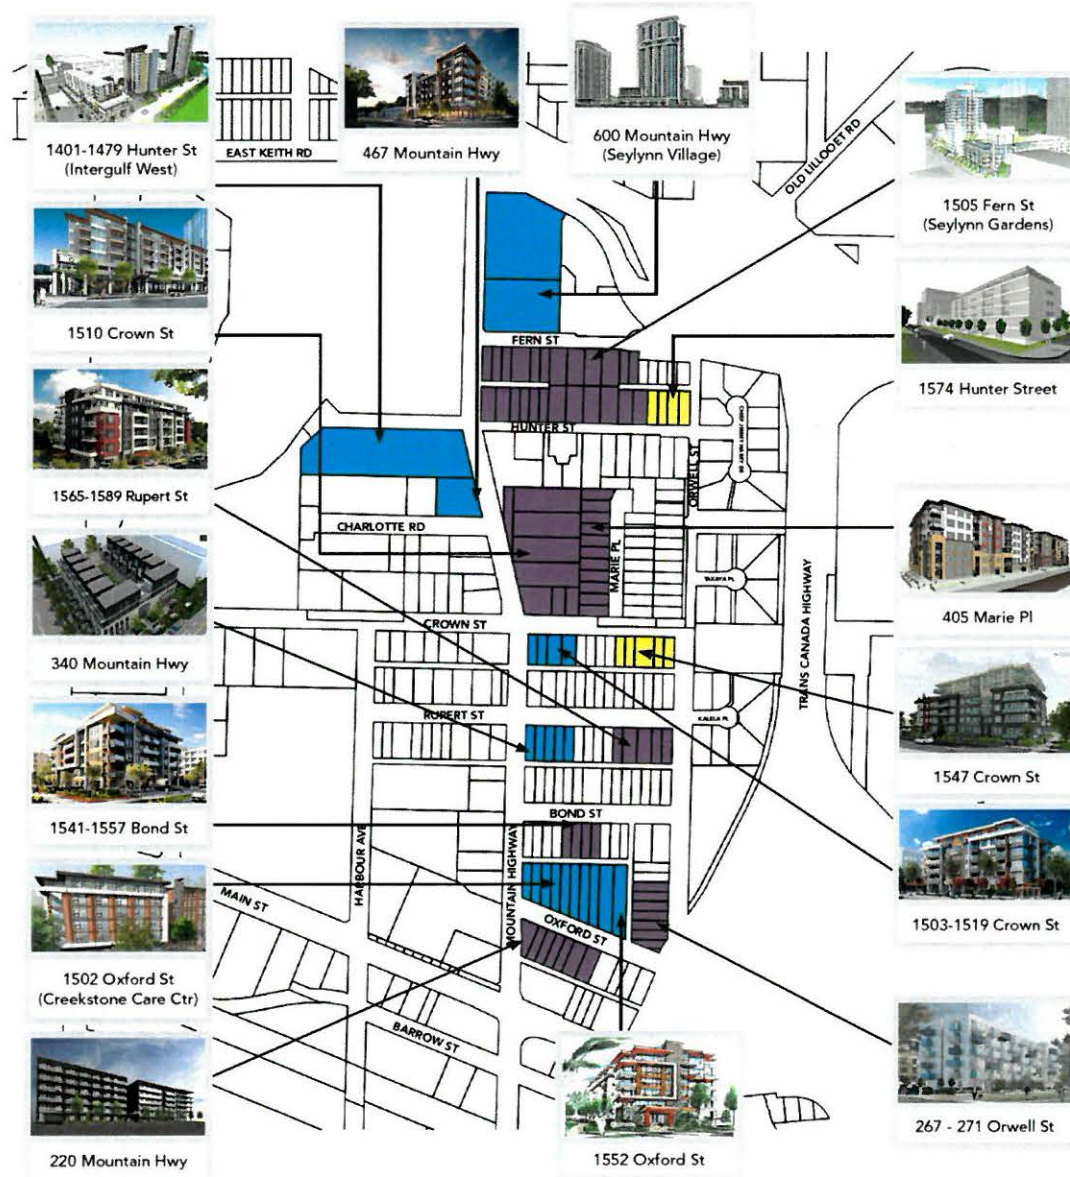 1401-1479 Hunter St
(Intergulf West)
467 Mountain Hwy
600 Mountain Hwy
(Seylynn Village)
1505 Fern St
(Seylynn Gardens)
1510 Crown St
1574 Hunter Street
1565-1589 Rupert St
405 Marie Pl
340 Mountain Hwy
1547 Crown St
1541-1557 Bond St
1503-1519 Crown St
1502 Oxford St
(Creekstone Care Ctr)
267 - 271 Orwell St
220 Mountain Hwy
1552 Oxford St
EAST KEITH RD
OLD LILLOOET RD
FERN ST
HUNTER ST
ORWELL ST
CHARLOTTE RD
MARIE PL
TAKAYA PL
TRANS CANADA HIGHWAY
CROWN ST
RUPERT ST
KALELA PL
BOND ST
HARBOUR AVE
MOUNTAIN HIGHWAY
MAIN ST
OXFORD ST
BARROW ST